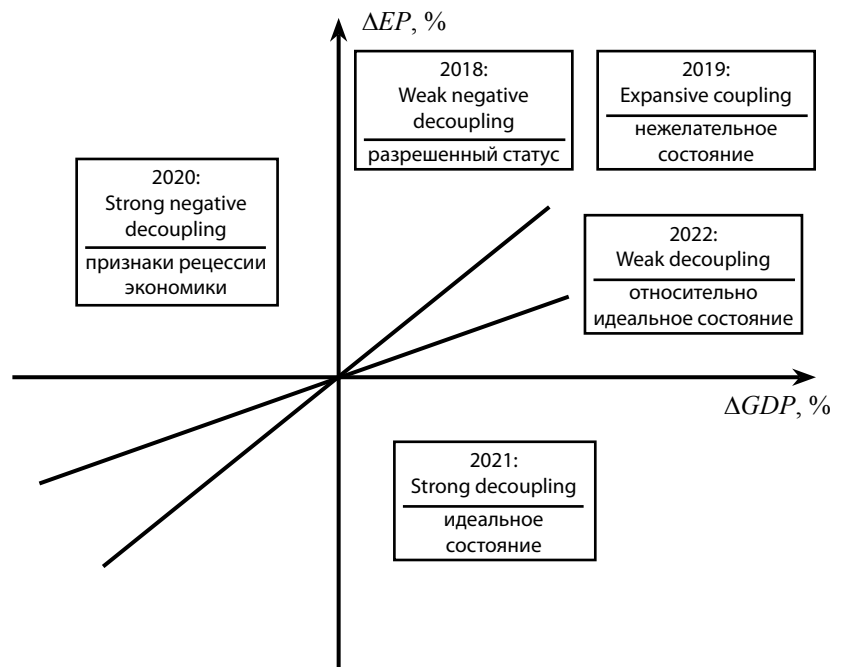 ΔEP, %
2018:
Weak negative
decoupling
разрешенный статус
2019:
Expansive coupling
нежелательное
состояние
2020:
Strong negative
decoupling
признаки рецессии
экономики
2022:
Weak decoupling
относительно
идеальное состояние
ΔGDP, %
2021:
Strong decoupling
идеальное
состояние